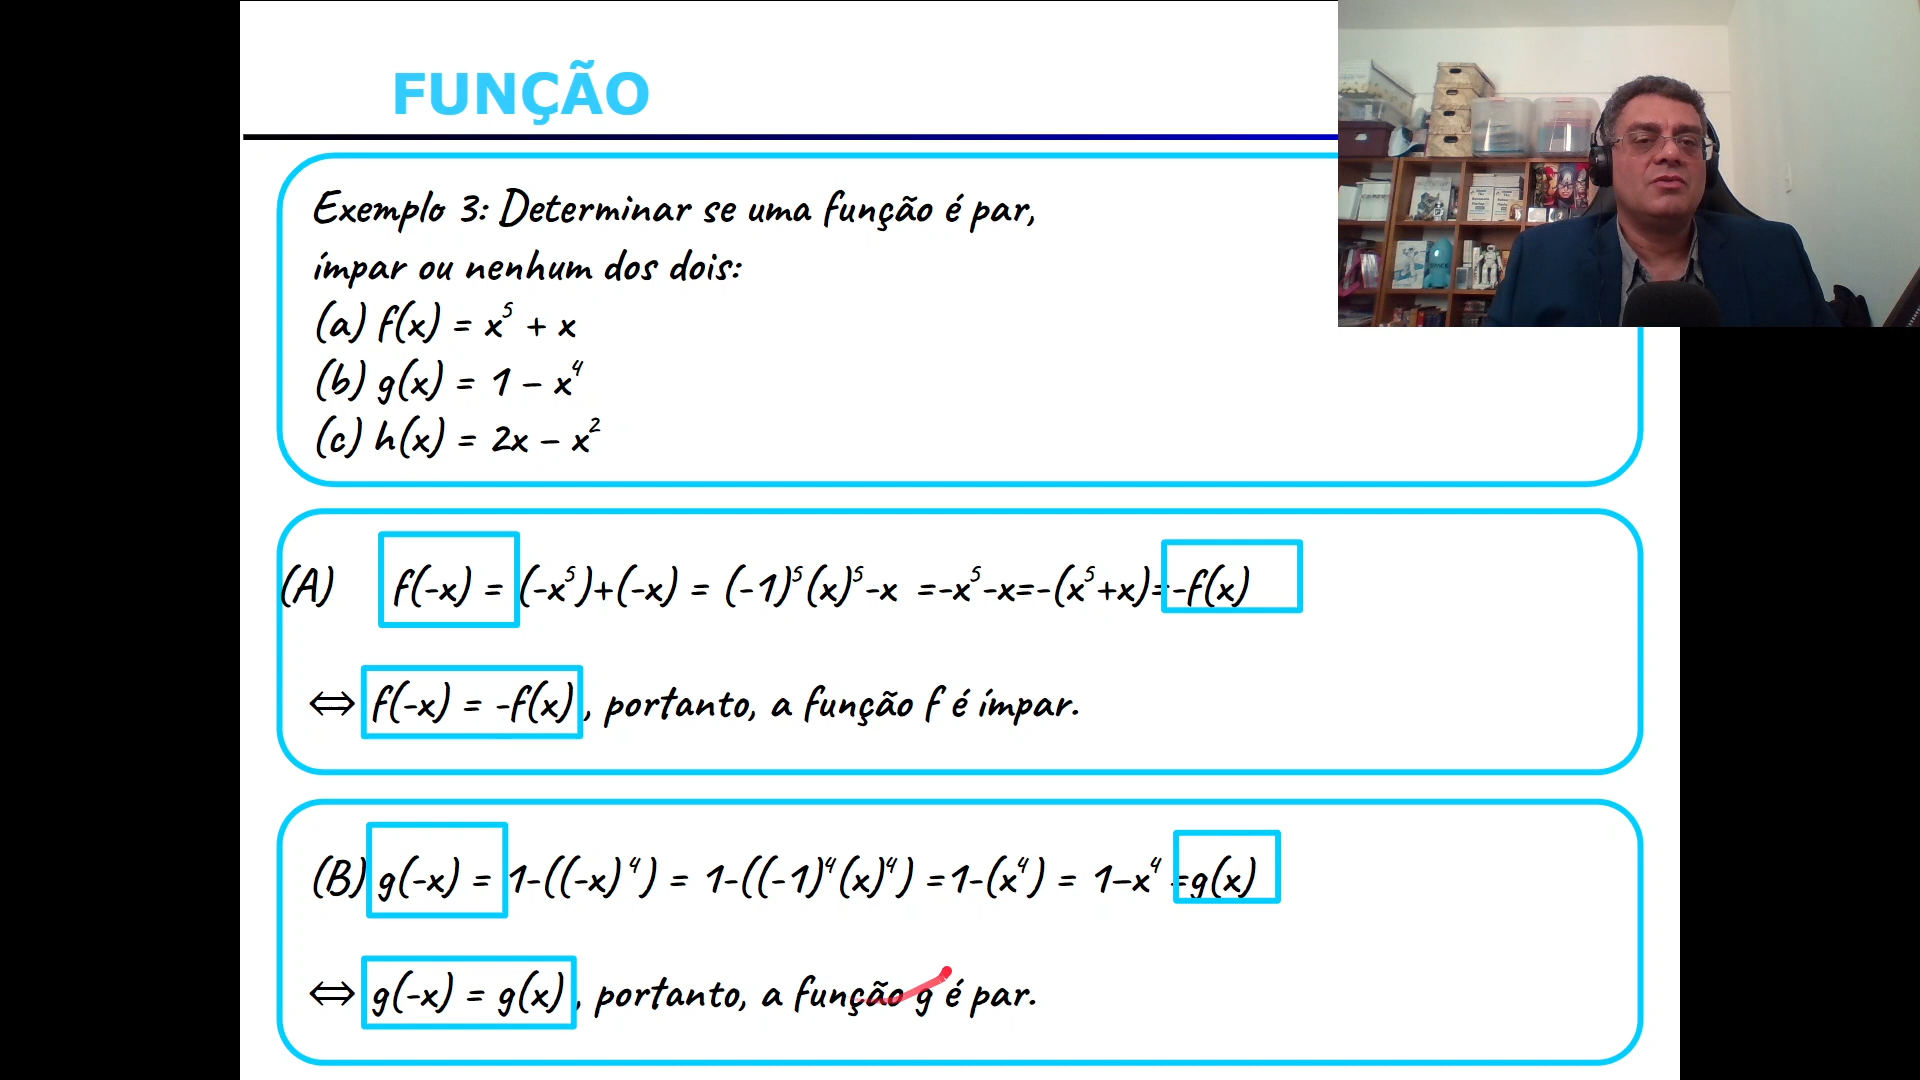 FUNÇÃO
Exemplo 3: Determinar se uma função é par,
ímpar ou nenhum dos dois:
(a) f(x) = x⁵ + x
(b) g(x) = 1 – x⁴
(c) h(x) = 2x – x²
(A) f(-x) = (-x⁵)+(-x) = (-1)⁵(x)⁵-x =-x⁵-x=-(x⁵+x)=-f(x)
⇔ f(-x) = -f(x) , portanto, a função f é ímpar.
(B) g(-x) = 1-((-x)⁴) = 1-((-1)⁴(x)⁴) =1-(x⁴) = 1–x⁴ =g(x)
⇔ g(-x) = g(x) , portanto, a função g é par.